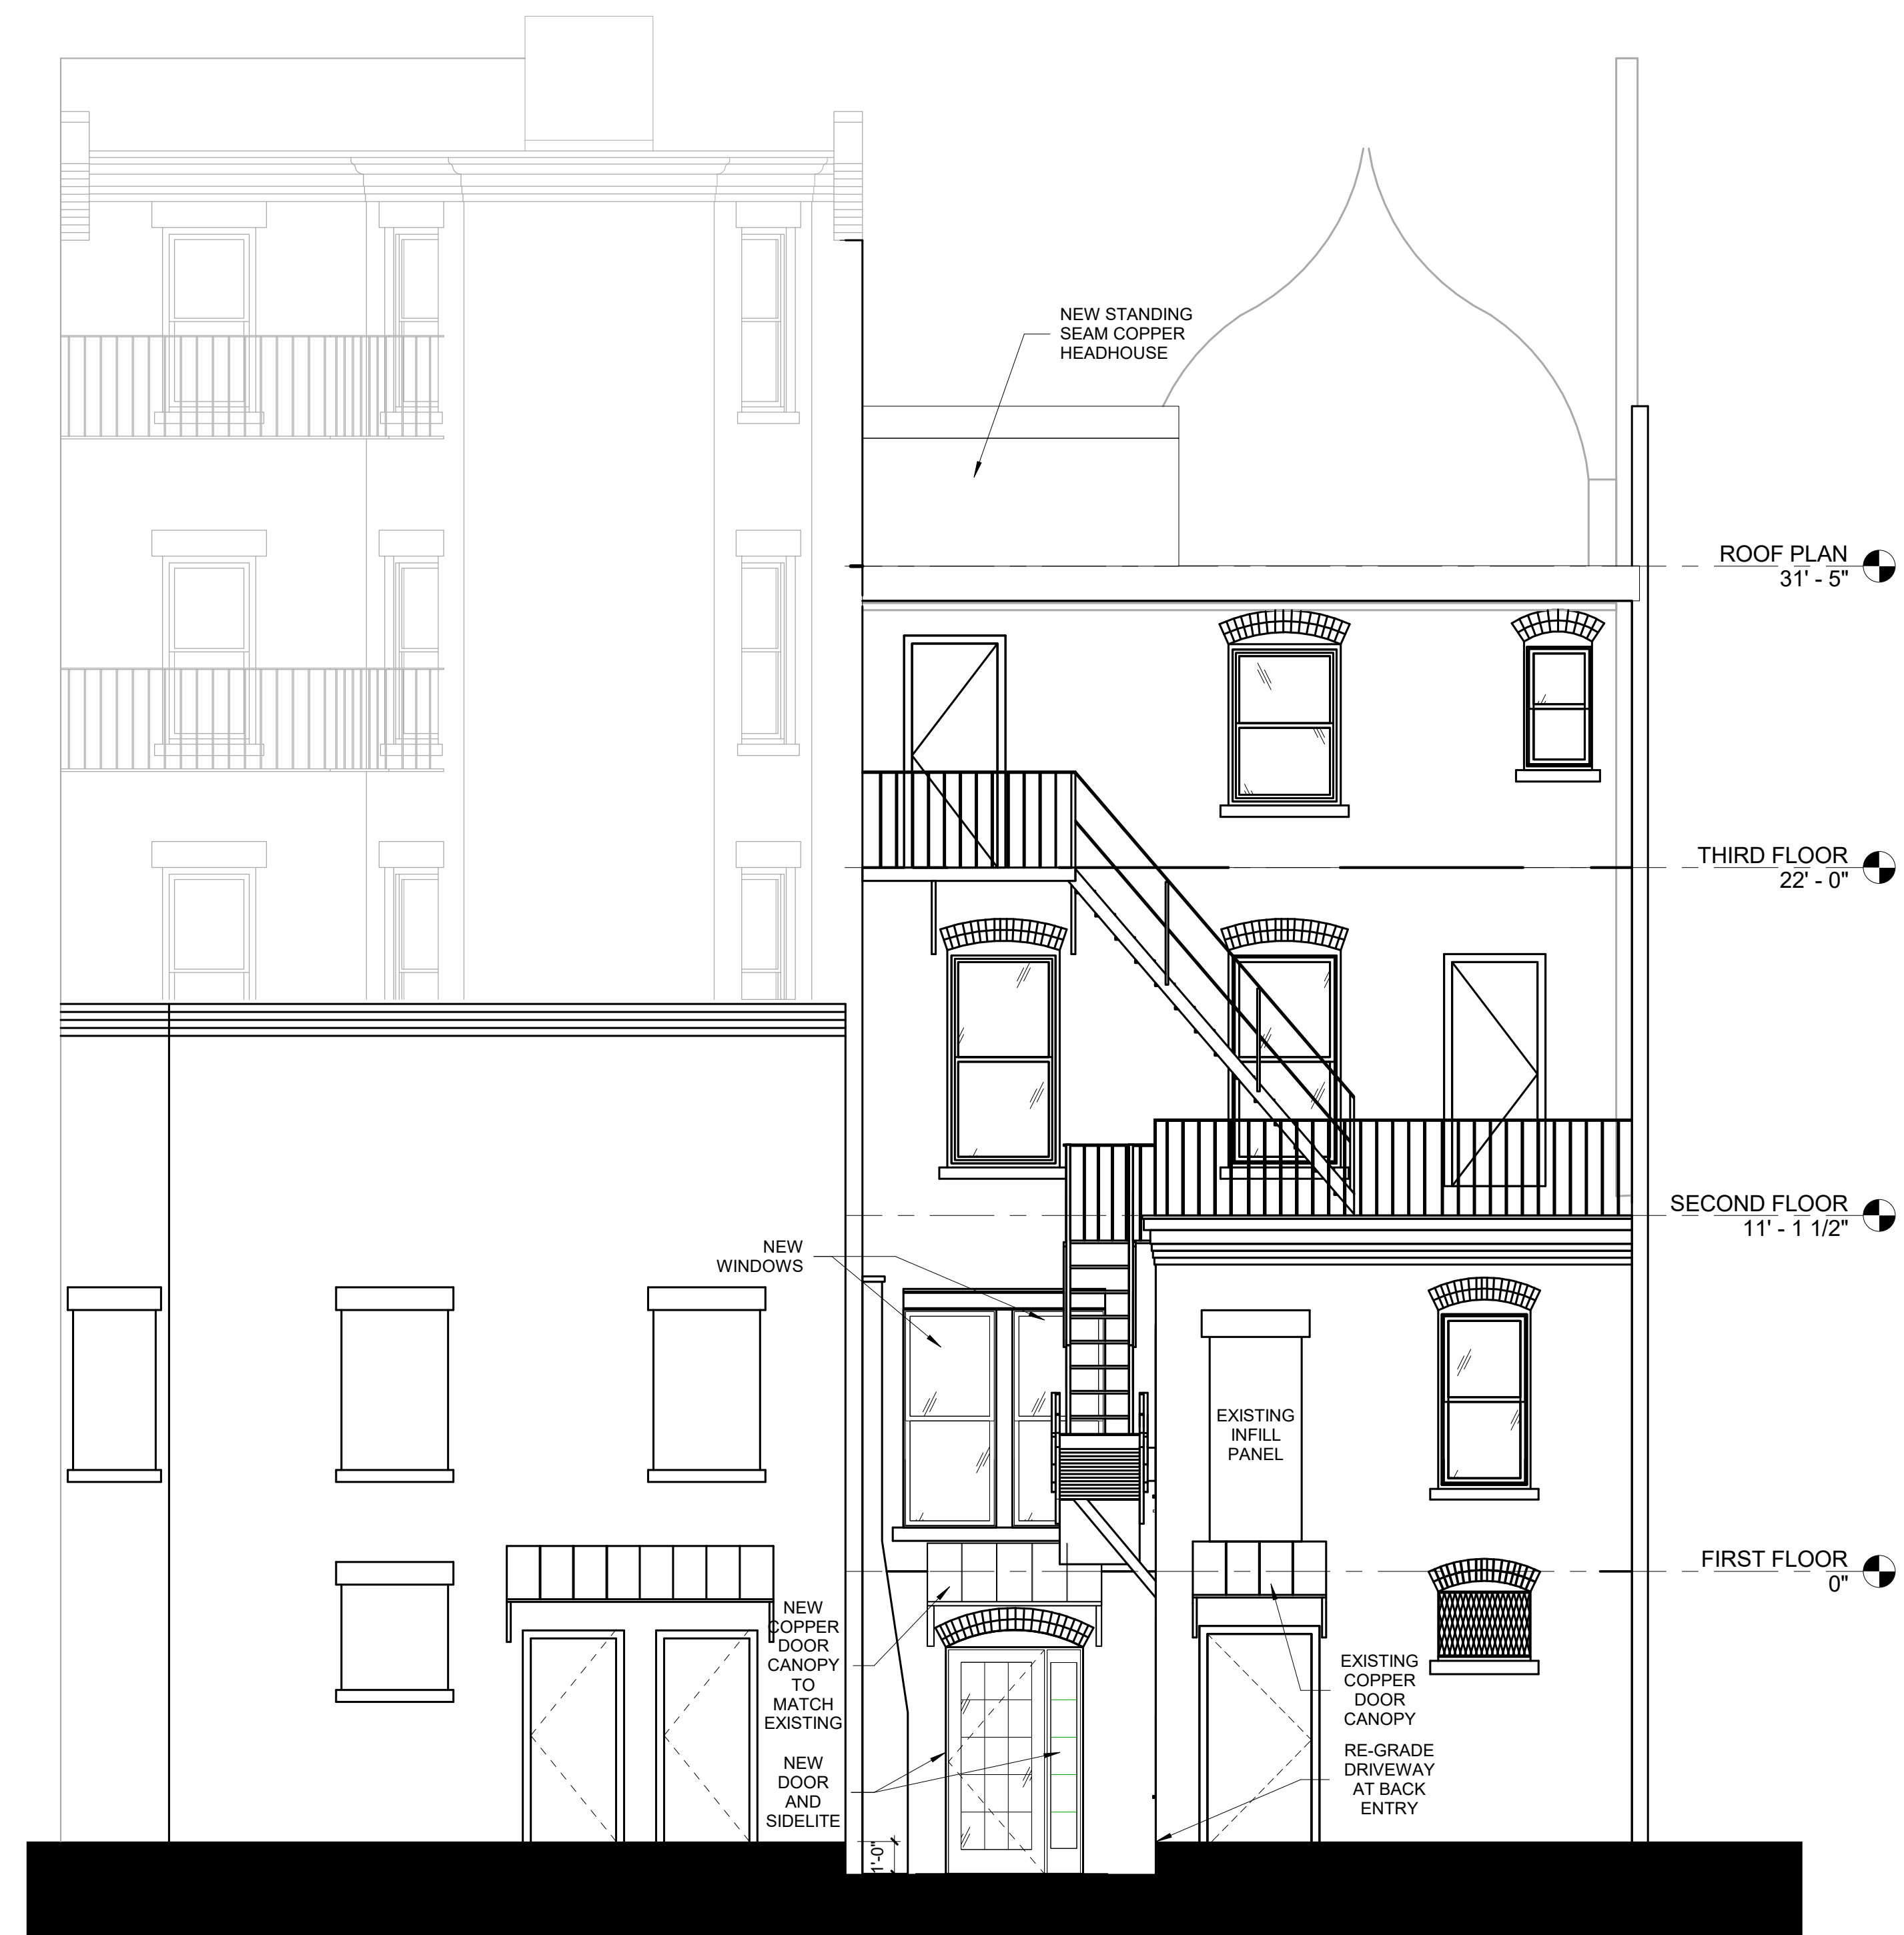 NEW STANDING
SEAM COPPER
HEADHOUSE
ROOF PLAN
31' - 5"
THIRD FLOOR
22' - 0"
SECOND FLOOR
11' - 1 1/2"
NEW
WINDOWS
EXISTING
INFILL
PANEL
FIRST FLOOR
0"
NEW
COPPER
DOOR
CANOPY
TO
MATCH
EXISTING
EXISTING
COPPER
DOOR
CANOPY
NEW
DOOR
AND
SIDELITE
RE-GRADE
DRIVEWAY
AT BACK
ENTRY
1'-0"